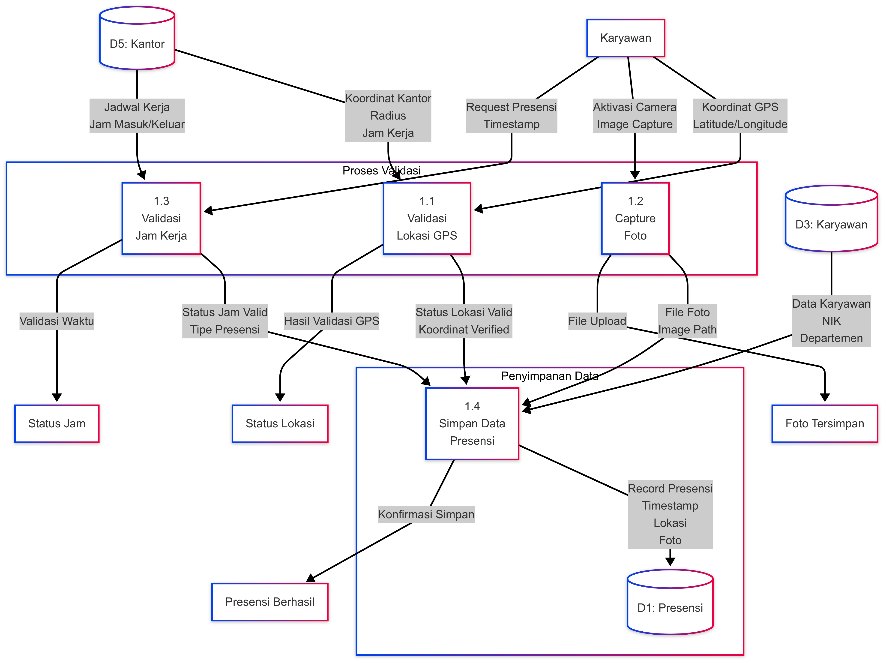 D5: Kantor
Karyawan
Jadwal Kerja
Jam Masuk/Keluar
Koordinat Kantor
Radius
Jam Kerja
Request Presensi
Timestamp
Aktivasi Camera
Image Capture
Koordinat GPS
Latitude/Longitude
Proses Validasi
1.3
Validasi
Jam Kerja
1.1
Validasi
Lokasi GPS
1.2
Capture
Foto
D3: Karyawan
Validasi Waktu
Status Jam Valid
Tipe Presensi
Hasil Validasi GPS
Status Lokasi Valid
Koordinat Verified
File Upload
File Foto
Image Path
Data Karyawan
NIK
Departemen
Penyimpanan Data
Status Jam
Status Lokasi
1.4
Simpan Data
Presensi
Foto Tersimpan
Konfirmasi Simpan
Record Presensi
Timestamp
Lokasi
Foto
Presensi Berhasil
D1: Presensi